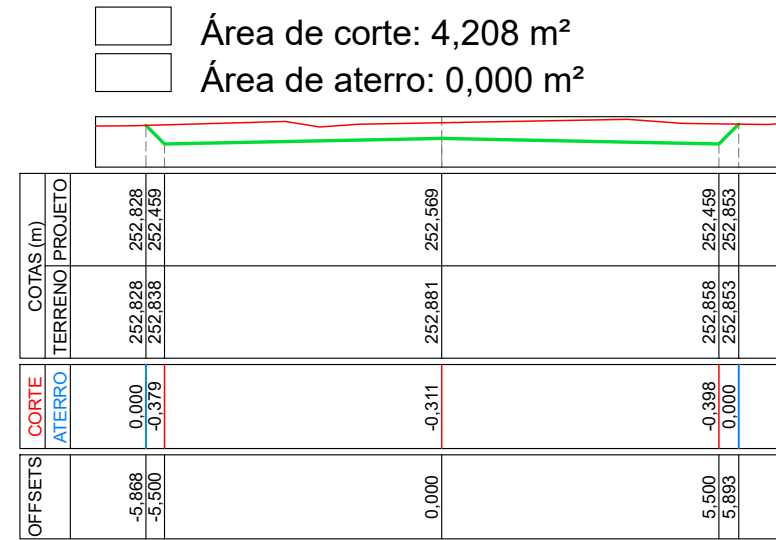 Área de corte: 4,208 m²
Área de aterro: 0,000 m²
COTAS (m)
PROJETO
252,828 252,459 252,569 252,459 252,853
TERRENO
252,828 252,838 252,881 252,858 252,853
CORTE
ATERRO
0,000 -0,379 -0,311 -0,398 0,000
OFFSETS
-5,868 -5,500 0,000 5,500 5,893